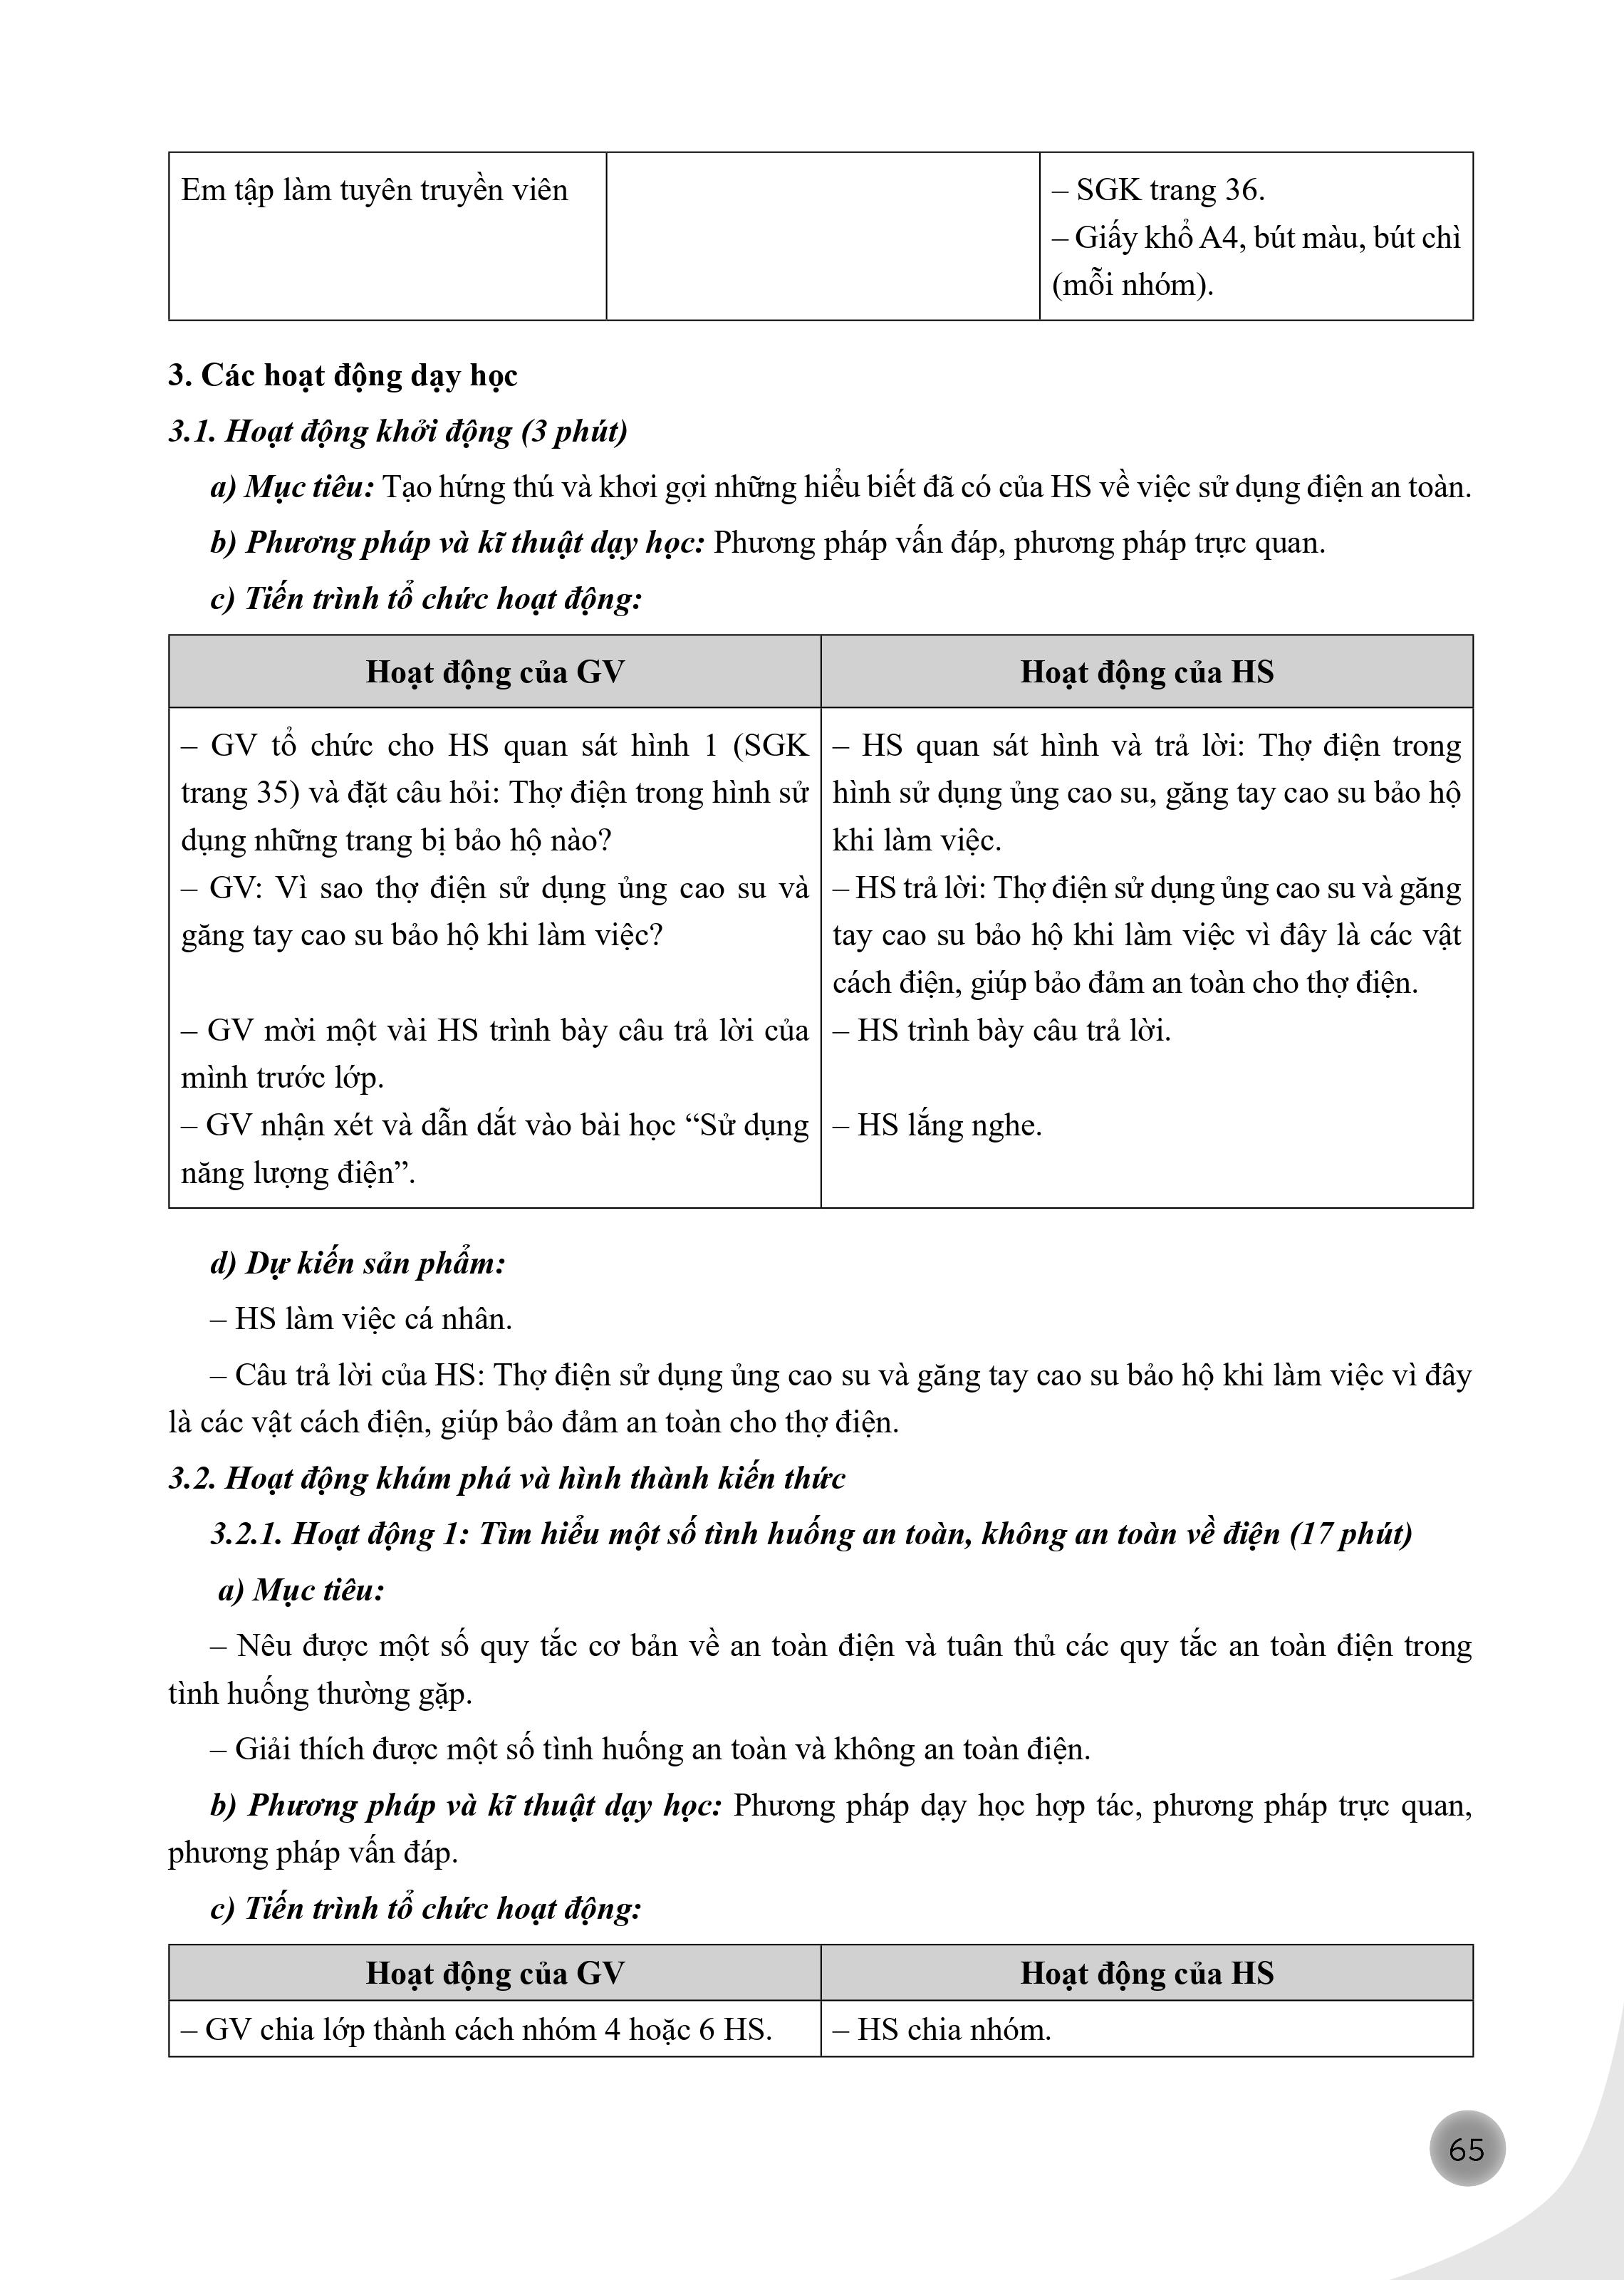 Em tập làm tuyên truyền viên
– SGK trang 36.
– Giấy khổ A4, bút màu, bút chì
(mỗi nhóm).
3. Các hoạt động dạy học
3.1. Hoạt động khởi động (3 phút)
a) Mục tiêu: Tạo hứng thú và khơi gợi những hiểu biết đã có của HS về việc sử dụng điện an toàn.
b) Phương pháp và kĩ thuật dạy học: Phương pháp vấn đáp, phương pháp trực quan.
c) Tiến trình tổ chức hoạt động:
Hoạt động của GV
Hoạt động của HS
– GV tổ chức cho HS quan sát hình 1 (SGK
trang 35) và đặt câu hỏi: Thợ điện trong hình sử
dụng những trang bị bảo hộ nào?
– GV: Vì sao thợ điện sử dụng ủng cao su và
găng tay cao su bảo hộ khi làm việc?
– GV mời một vài HS trình bày câu trả lời của
mình trước lớp.
– GV nhận xét và dẫn dắt vào bài học “Sử dụng
năng lượng điện”.
– HS quan sát hình và trả lời: Thợ điện trong
hình sử dụng ủng cao su, găng tay cao su bảo hộ
khi làm việc.
– HS trả lời: Thợ điện sử dụng ủng cao su và găng
tay cao su bảo hộ khi làm việc vì đây là các vật
cách điện, giúp bảo đảm an toàn cho thợ điện.
– HS trình bày câu trả lời.
– HS lắng nghe.
d) Dự kiến sản phẩm:
– HS làm việc cá nhân.
– Câu trả lời của HS: Thợ điện sử dụng ủng cao su và găng tay cao su bảo hộ khi làm việc vì đây
là các vật cách điện, giúp bảo đảm an toàn cho thợ điện.
3.2. Hoạt động khám phá và hình thành kiến thức
3.2.1. Hoạt động 1: Tìm hiểu một số tình huống an toàn, không an toàn về điện (17 phút)
a) Mục tiêu:
– Nêu được một số quy tắc cơ bản về an toàn điện và tuân thủ các quy tắc an toàn điện trong
tình huống thường gặp.
– Giải thích được một số tình huống an toàn và không an toàn điện.
b) Phương pháp và kĩ thuật dạy học: Phương pháp dạy học hợp tác, phương pháp trực quan,
phương pháp vấn đáp.
c) Tiến trình tổ chức hoạt động:
Hoạt động của GV
Hoạt động của HS
– GV chia lớp thành cách nhóm 4 hoặc 6 HS.
– HS chia nhóm.
65